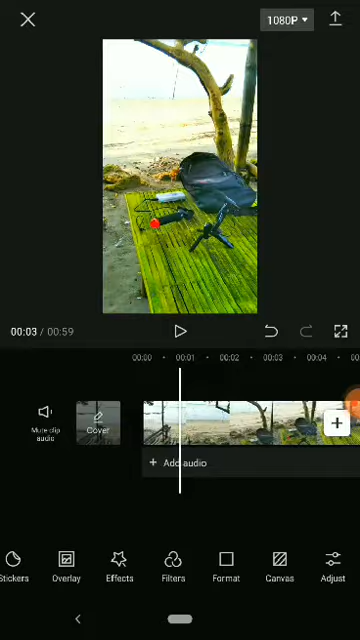 1080P
00:03 / 00:59
00:00 00:01 00:02 00:03 00:04 00
Mute clip audio
Cover
+ Add audio
Stickers Overlay Effects Filters Format Canvas Adjust